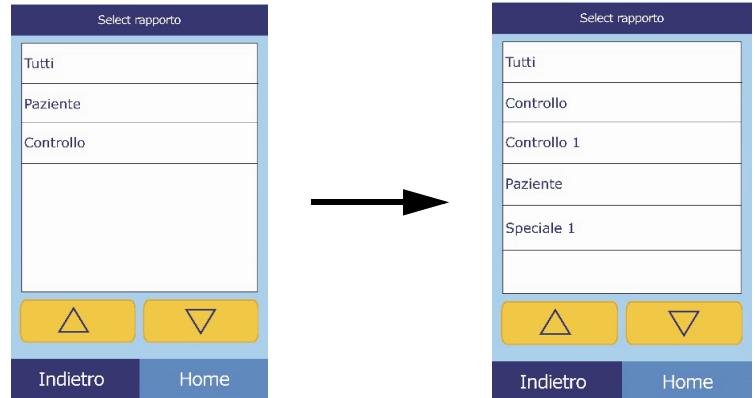 Select rapporto
Tutti
Paziente
Controllo
Indietro
Home
Select rapporto
Tutti
Controllo
Controllo 1
Paziente
Speciale 1
Indietro
Home